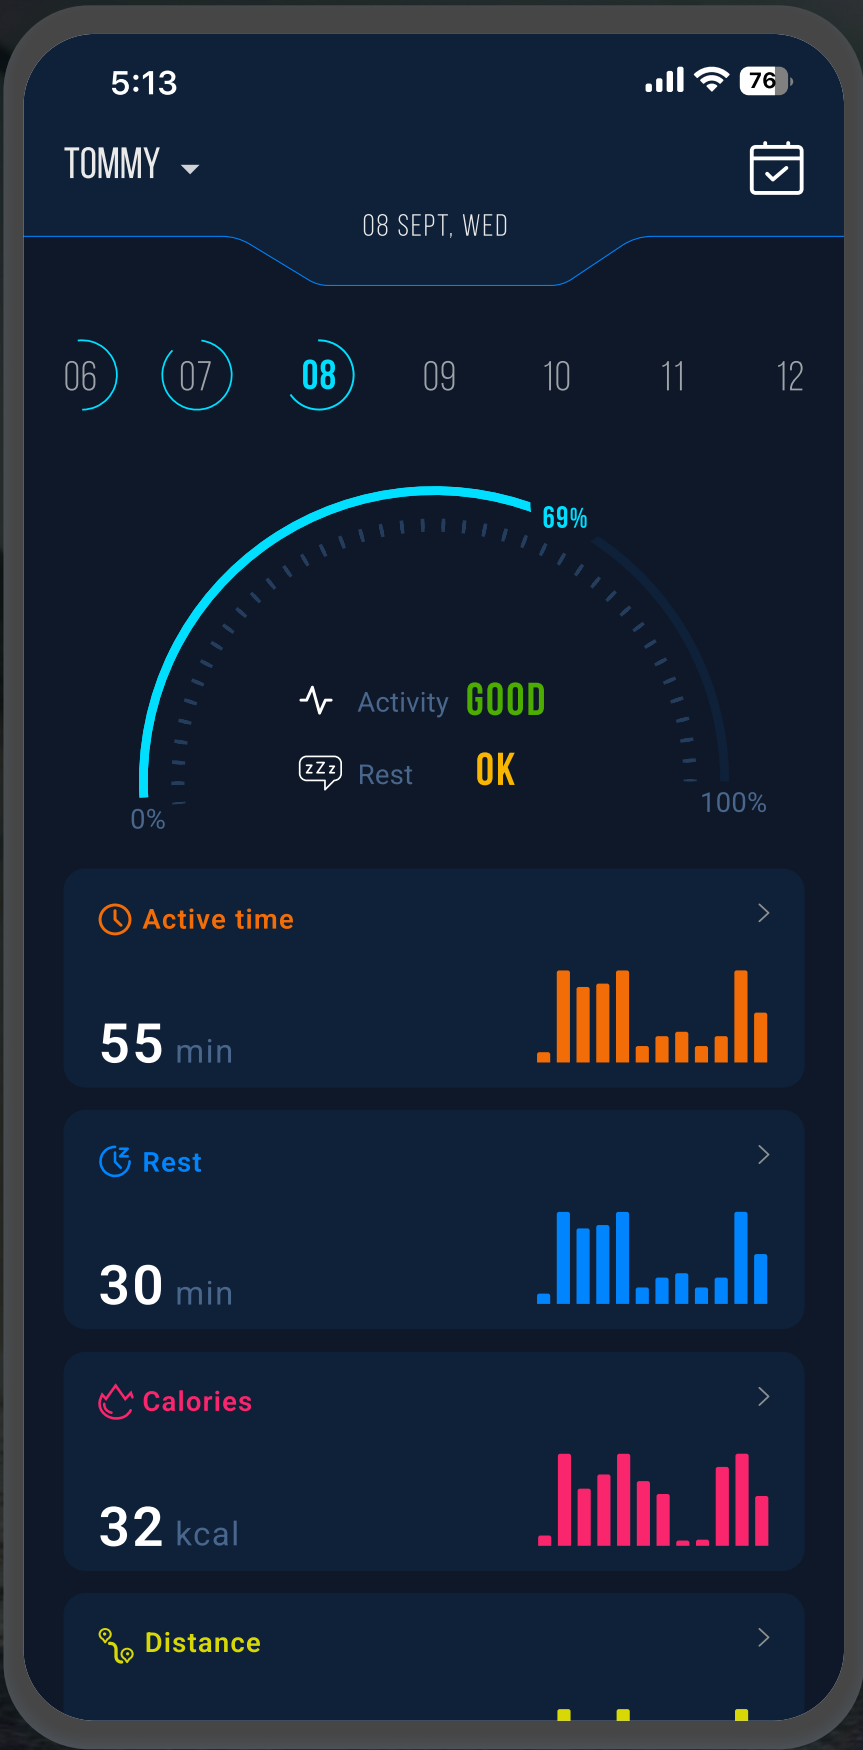 5:13
76
TOMMY
08 SEPT, WED
06 07 08 09 10 11 12
69%
Activity GOOD
zZz Rest OK
0%
100%
Active time
55 min
z Rest
30 min
Calories
32 kcal
Distance